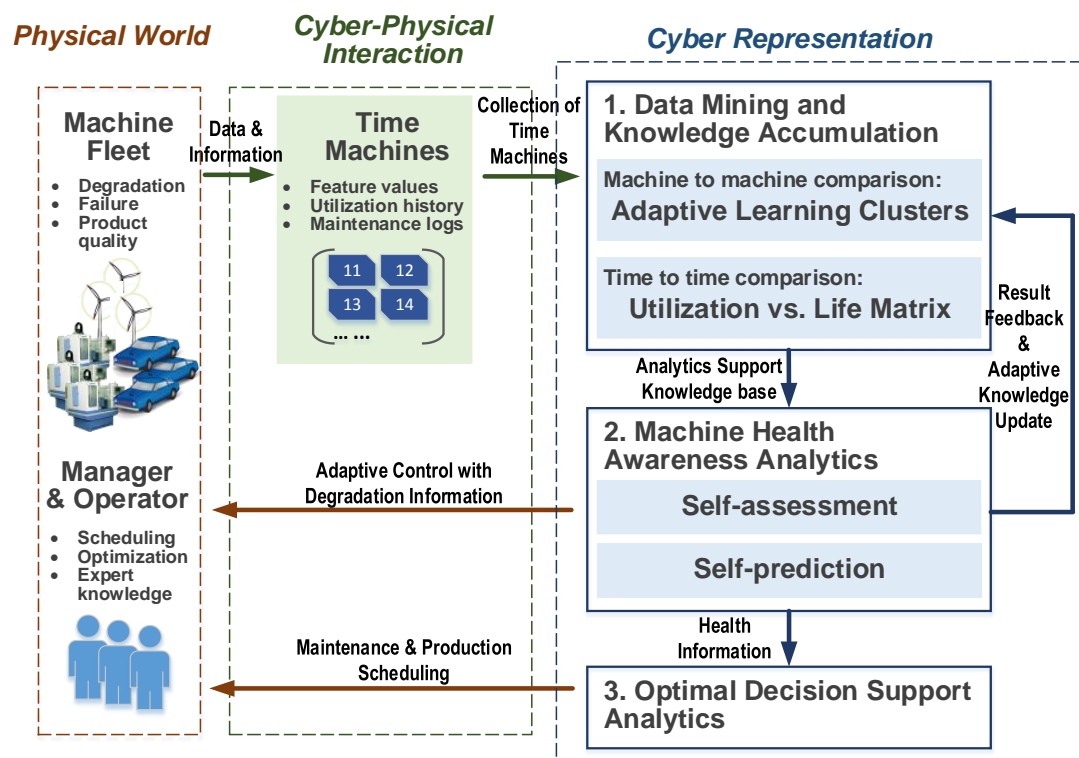 Physical World
Cyber-Physical
Interaction
Cyber Representation
Machine
Fleet
• Degradation
• Failure
• Product
quality
Data &
Information
Time
Machines
• Feature values
• Utilization history
• Maintenance logs
11 12
13 14
... ...
Collection of
Time
Machines
1. Data Mining and
Knowledge Accumulation
Machine to machine comparison:
Adaptive Learning Clusters
Time to time comparison:
Utilization vs. Life Matrix
Result
Feedback
&
Adaptive
Knowledge
Update
Analytics Support
Knowledge base
2. Machine Health
Awareness Analytics
Self-assessment
Self-prediction
Manager
& Operator
• Scheduling
• Optimization
• Expert
knowledge
Adaptive Control with
Degradation Information
Maintenance & Production
Scheduling
Health
Information
3. Optimal Decision Support
Analytics